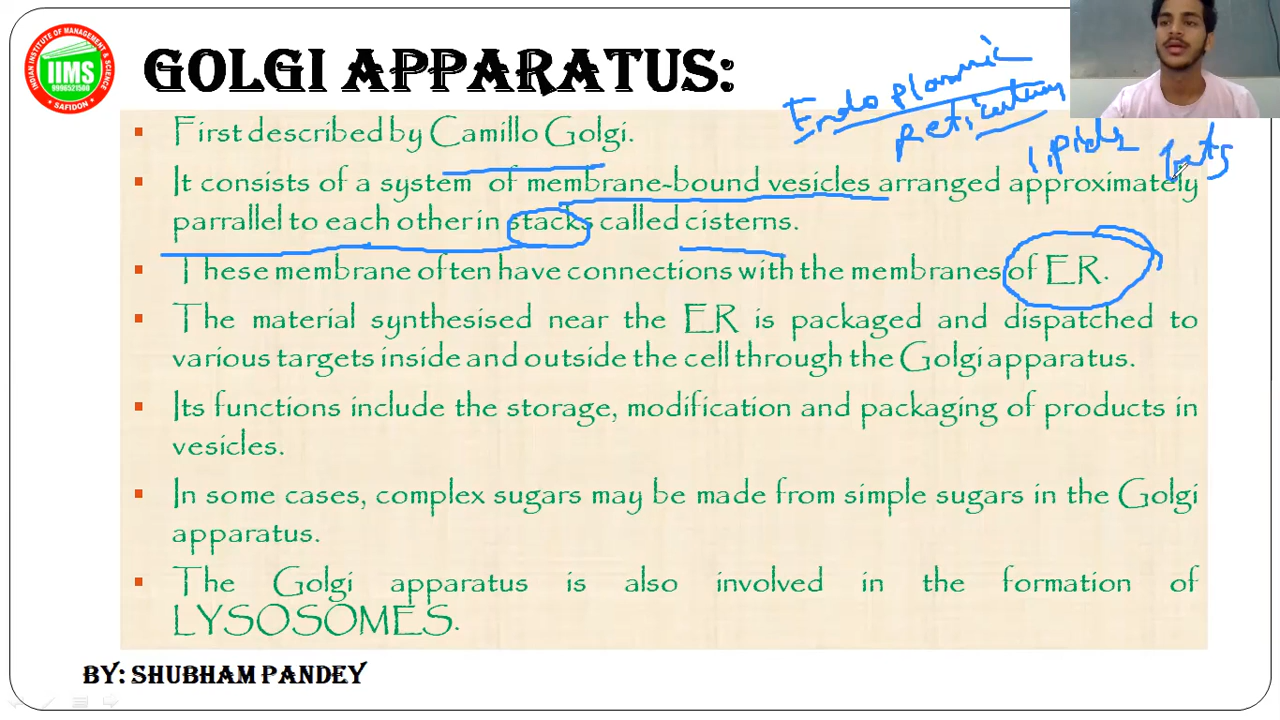 INDIAN INSTITUTE OF MANAGEMENT & SCIENCE
IIMS
9996521500
SAFIDON
GOLGI APPARATUS:
Endoplasmic
Reticulum
lipids
▪ First described by Camillo Golgi.
▪ It consists of a system of membrane-bound vesicles arranged approximately
parrallel to each other in stacks called cisterns.
▪ These membrane often have connections with the membranes of ER.
▪ The material synthesised near the ER is packaged and dispatched to
various targets inside and outside the cell through the Golgi apparatus.
▪ Its functions include the storage, modification and packaging of products in
vesicles.
▪ In some cases, complex sugars may be made from simple sugars in the Golgi
apparatus.
▪ The Golgi apparatus is also involved in the formation of
LYSOSOMES.
BY: SHUBHAM PANDEY